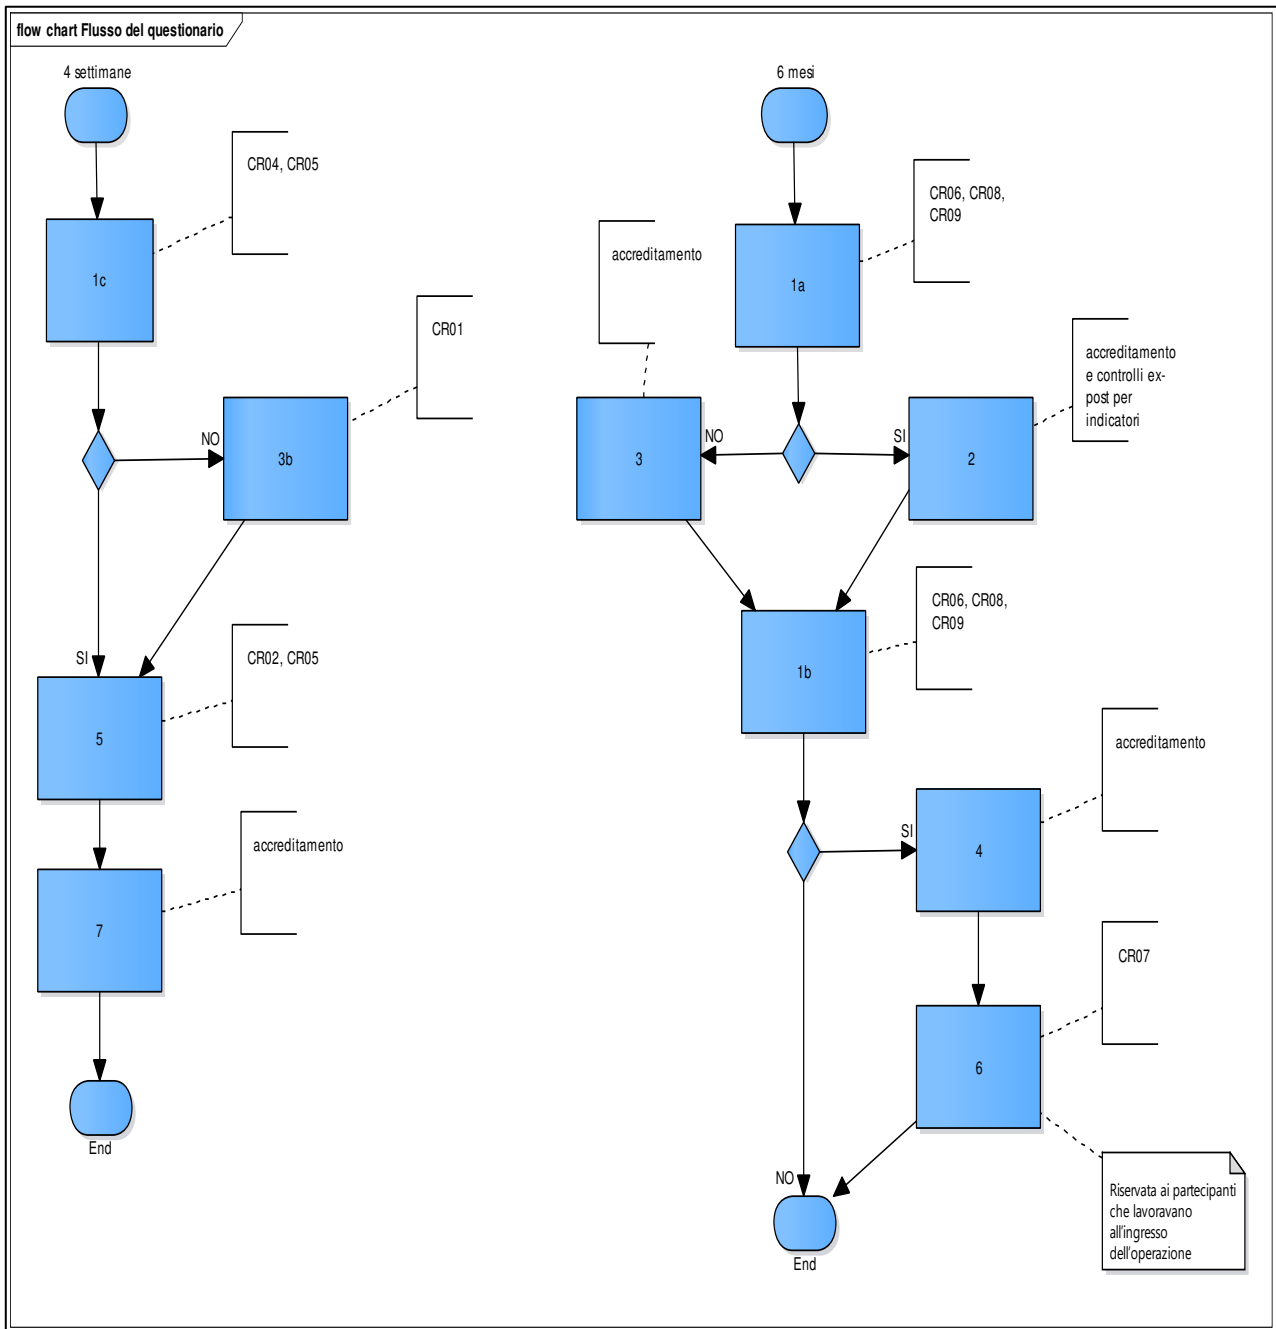 flow chart Flusso del questionario
4 settimane
6 mesi
CR04, CR05
1c
CR06, CR08,
CR09
1a
accreditamento
CR01
accreditamento
e controlli ex-
post per
indicatori
NO
3b
NO
3
SI
2
CR06, CR08,
CR09
1b
SI
CR02, CR05
5
accreditamento
SI
4
accreditamento
7
CR07
6
End
NO
Riservata ai partecipanti
che lavoravano
all'ingresso
dell'operazione
End